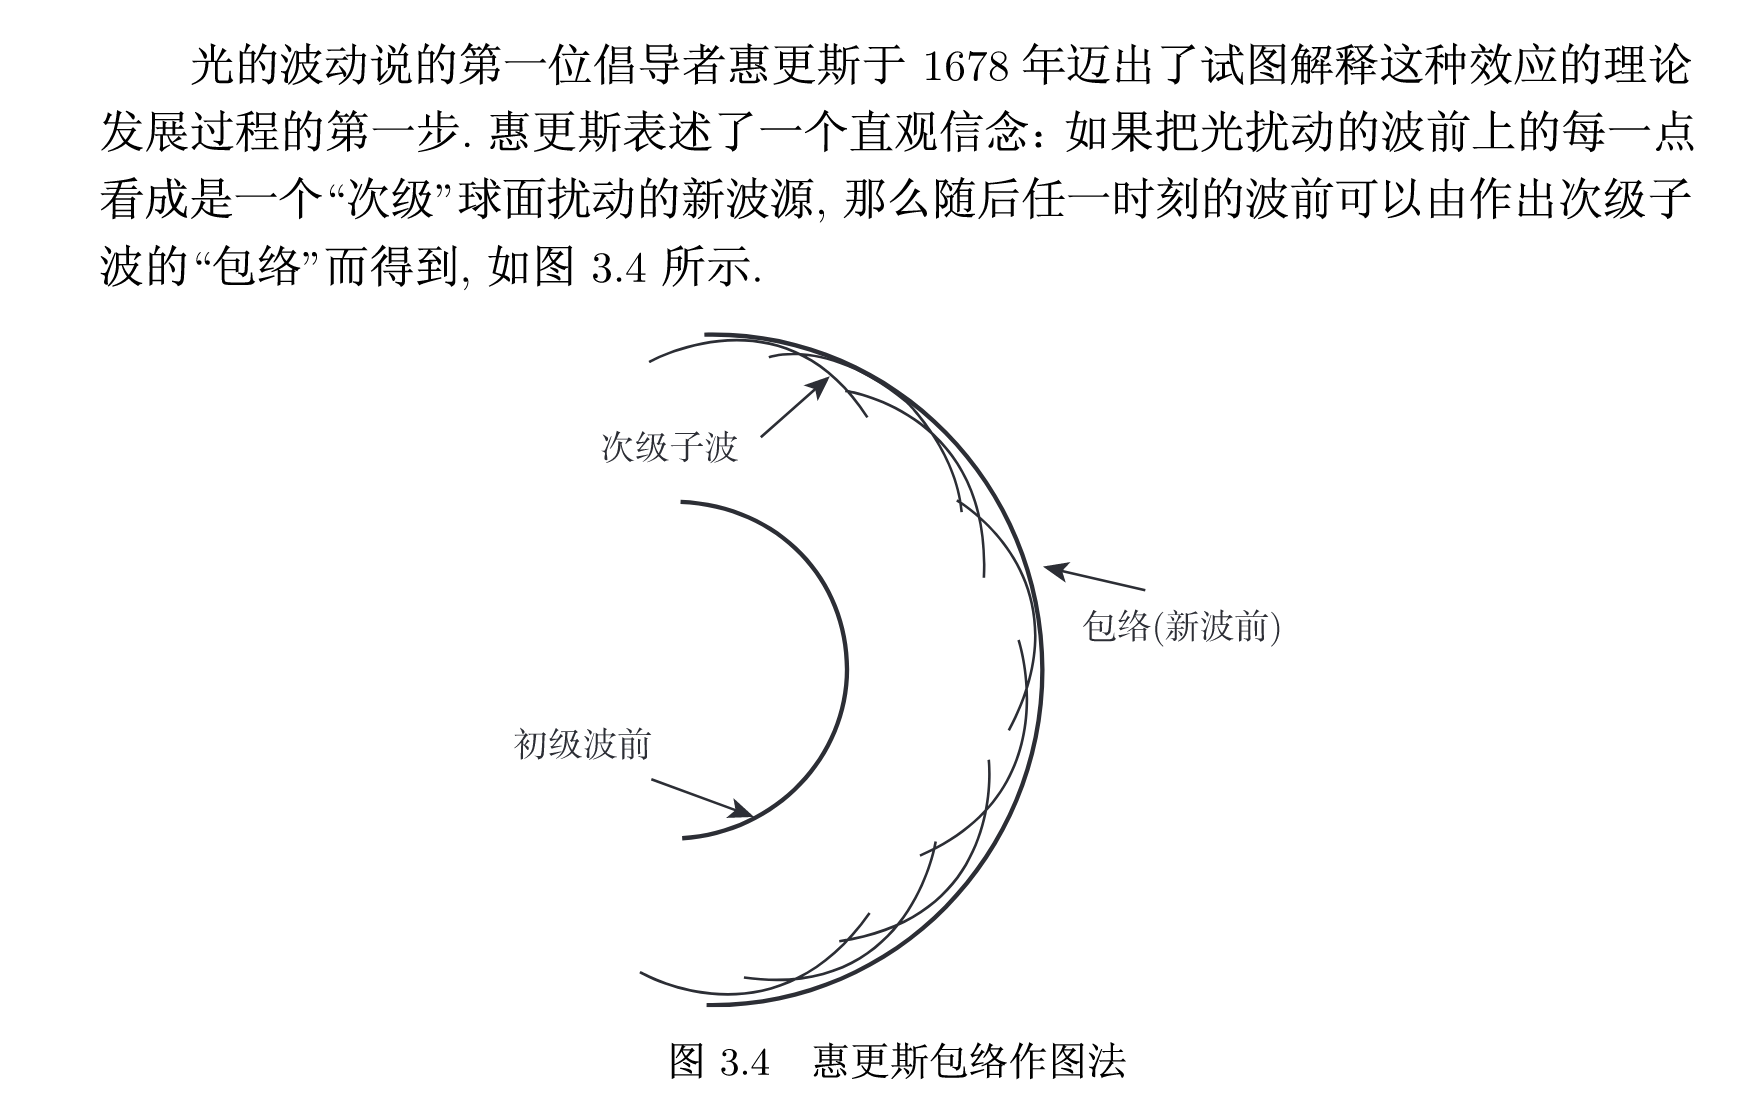 光的波动说的第一位倡导者惠更斯于 1678 年迈出了试图解释这种效应的理论
发展过程的第一步. 惠更斯表述了一个直观信念: 如果把光扰动的波前上的每一点
看成是一个“次级”球面扰动的新波源, 那么随后任一时刻的波前可以由作出次级子
波的“包络”而得到, 如图 3.4 所示.
次级子波
包络(新波前)
初级波前
图 3.4 惠更斯包络作图法